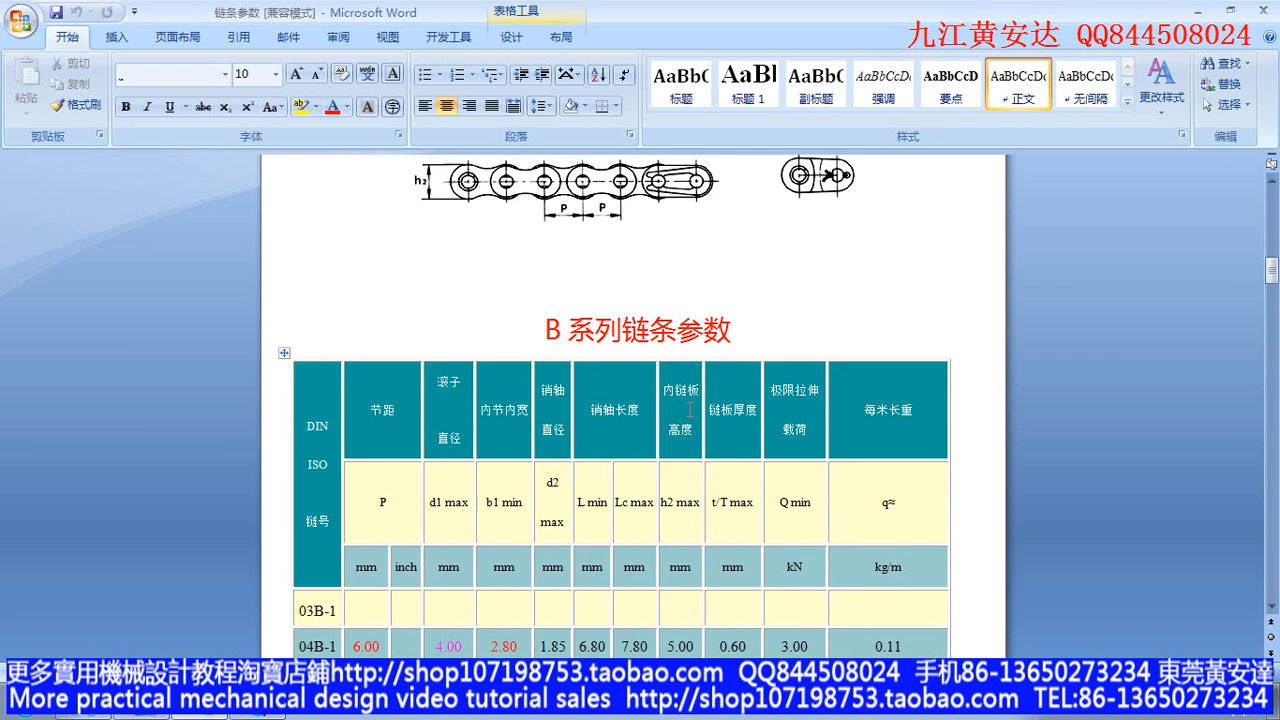 链条参数 [兼容模式] - Microsoft Word
表格工具
九江黄安达 QQ844508024
开始 插入 页面布局 引用 邮件 审阅 视图 开发工具 设计 布局
粘贴 剪切 复制 格式刷
剪贴板
10
B I U abc X₂ X² Aa A
字体
段落
AaBbC 标题
AaBbl 标题 1
AaBbC 副标题
AaBbCcDd 强调
AaBbCcD 要点
AaBbCcDd 正文
AaBbCcDd 无间隔
更改样式
样式
查找
替换
选择
编辑
h₂
P P
B 系列链条参数
DIN ISO 链号
节距 滚子直径 内节内宽 销轴直径 销轴长度 内链板高度 链板厚度 极限拉伸载荷 每米长重
P d1 max b1 min d2 max L min Lc max h2 max t/T max Q min q≈
mm inch mm mm mm mm mm mm mm kN kg/m
03B-1
04B-1 6.00 4.00 2.80 1.85 6.80 7.80 5.00 0.60 3.00 0.11
更多實用機械設計教程淘寶店鋪http://shop107198753.taobao.com QQ844508024 手机86-13650273234 東莞黃安達
More practical mechanical design video tutorial sales http://shop107198753.taobao.com TEL:86-13650273234